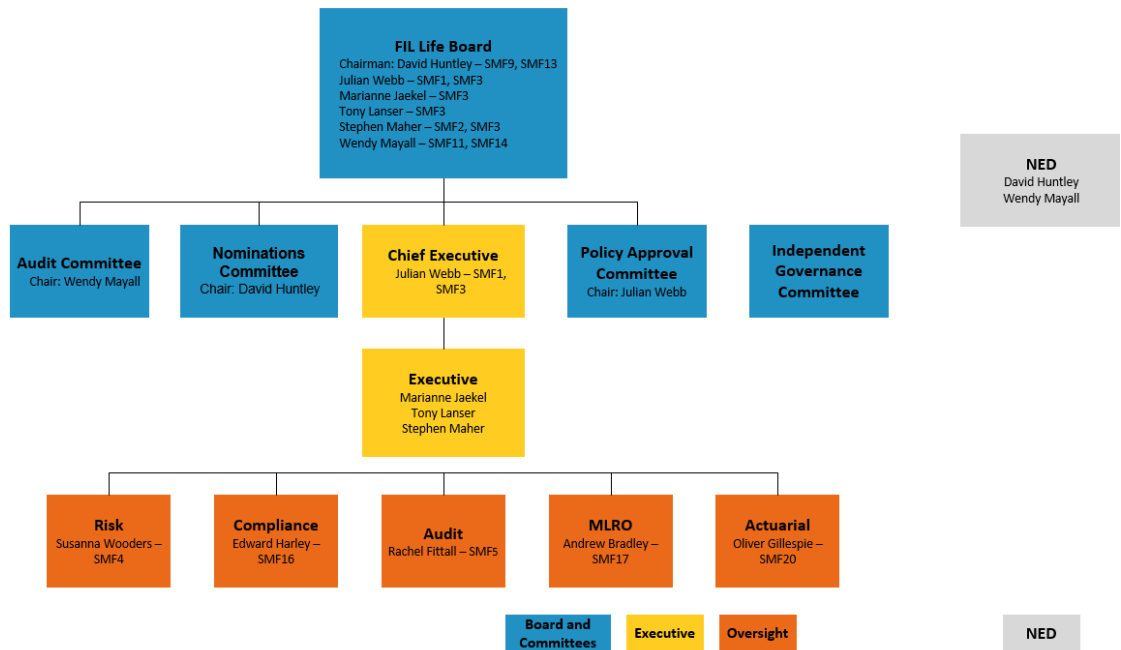 FIL Life Board
Chairman: David Huntley – SMF9, SMF13
Julian Webb – SMF1, SMF3
Marianne Jaekel – SMF3
Tony Lanser – SMF3
Stephen Maher – SMF2, SMF3
Wendy Mayall – SMF11, SMF14
NED
David Huntley
Wendy Mayall
Audit Committee
Chair: Wendy Mayall
Nominations
Committee
Chair: David Huntley
Chief Executive
Julian Webb – SMF1,
SMF3
Policy Approval
Committee
Chair: Julian Webb
Independent
Governance
Committee
Executive
Marianne Jaekel
Tony Lanser
Stephen Maher
Risk
Susanna Wooders –
SMF4
Compliance
Edward Harley –
SMF16
Audit
Rachel Fittall – SMF5
MLRO
Andrew Bradley –
SMF17
Actuarial
Oliver Gillespie –
SMF20
Board and
Committees
Executive
Oversight
NED